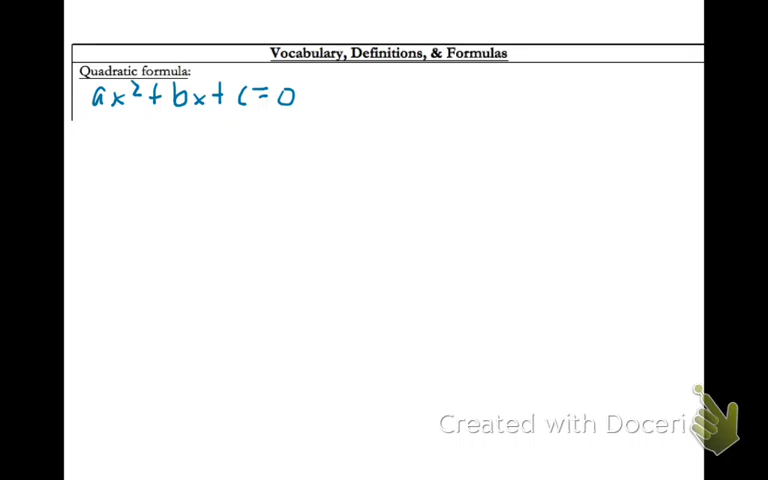 Vocabulary, Definitions, & Formulas
Quadratic formula:
ax² + bx + c = 0
Created with Doceri